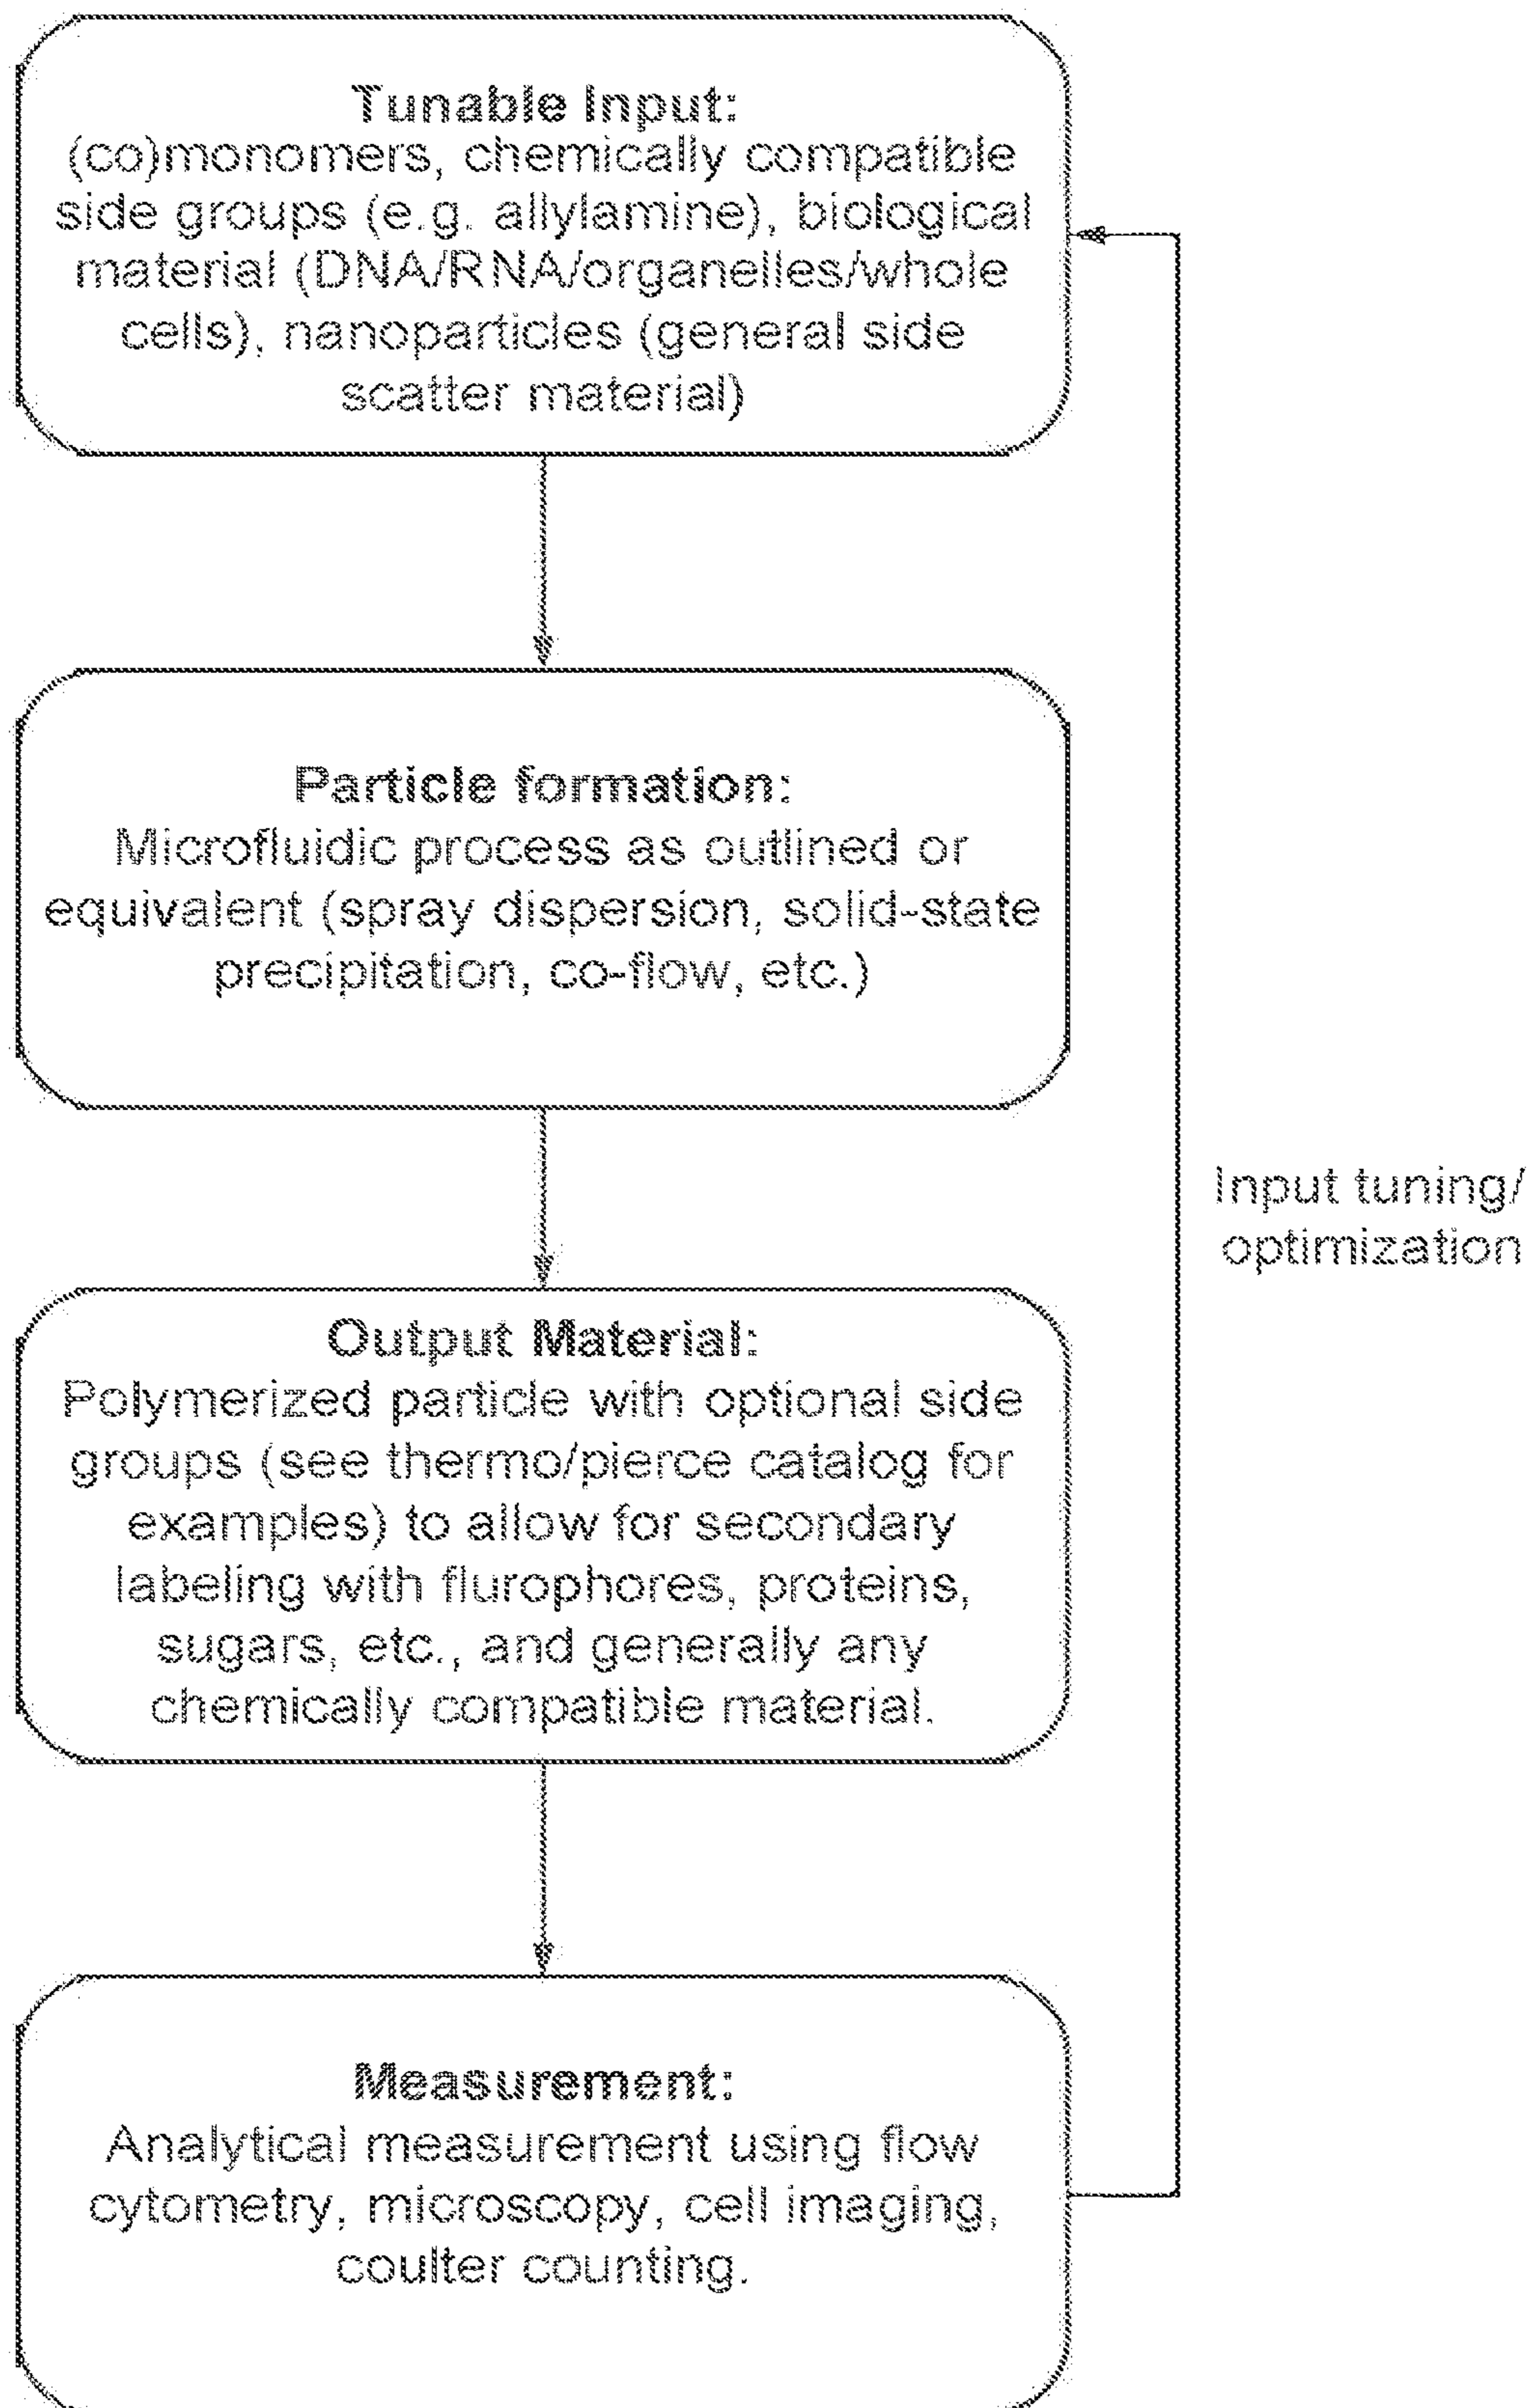 Tunable Input:
(co)monomers, chemically compatible
side groups (e.g. allylamine), biological
material (DNA/RNA/organelles/whole
cells), nanoparticles (general side
scatter material)
Particle formation:
Microfluidic process as outlined or
equivalent (spray dispersion, solid-state
precipitation, co-flow, etc.)
Input tuning/
optimization
Output Material:
Polymerized particle with optional side
groups (see thermo/pierce catalog for
examples) to allow for secondary
labeling with flurophores, proteins,
sugars, etc., and generally any
chemically compatible material.
Measurement:
Analytical measurement using flow
cytometry, microscopy, cell imaging,
coulter counting.